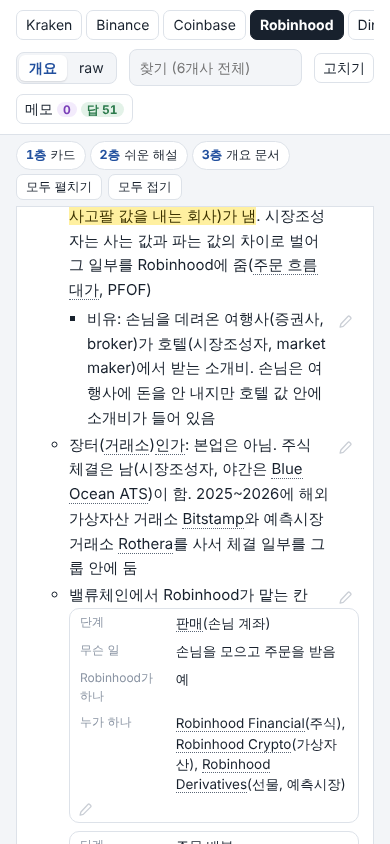 Kraken Binance Coinbase Robinhood
개요 raw 찾기 (6개사 전체) 고치기
메모 0 답 51
1층 카드 2층 쉬운 해설 3층 개요 문서
모두 펼치기 모두 접기
사고팔 값을 내는 회사)가 냄. 시장조성
자는 사는 값과 파는 값의 차이로 벌어
그 일부를 Robinhood에 줌(주문 흐름
대가, PFOF)
비유: 손님을 데려온 여행사(증권사,
broker)가 호텔(시장조성자, market
maker)에서 받는 소개비. 손님은 여
행사에 돈을 안 내지만 호텔 값 안에
소개비가 들어 있음
장터(거래소)인가: 본업은 아님. 주식
체결은 남(시장조성자, 야간은 Blue
Ocean ATS)이 함. 2025~2026에 해외
가상자산 거래소 Bitstamp와 예측시장
거래소 Rothera를 사서 체결 일부를 그
룹 안에 둠
밸류체인에서 Robinhood가 맡는 칸
단계 판매(손님 계좌)
무슨 일 손님을 모으고 주문을 받음
Robinhood가 예
하나
누가 하나 Robinhood Financial(주식),
Robinhood Crypto(가상자
산), Robinhood
Derivatives(선물, 예측시장)